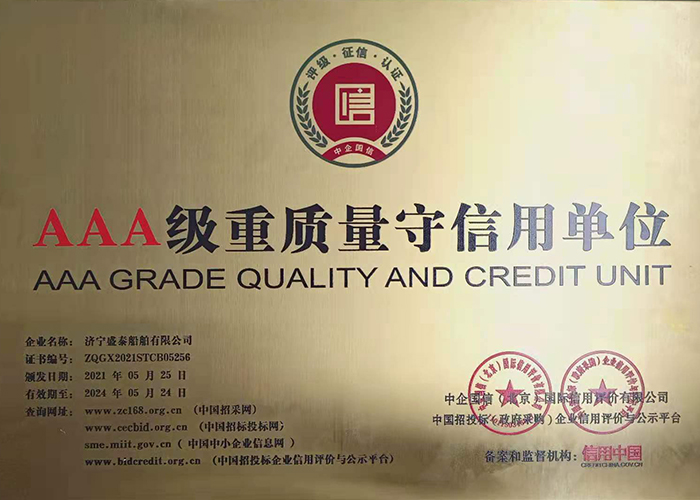 评级·征信·认证
信
中企国信
AAA级重质量守信用单位
AAA GRADE QUALITY AND CREDIT UNIT
企业名称： 济宁盛泰船舶有限公司
证书编号： ZQGX2021STCB05256
颁发日期： 2021 年 05 月 25 日
有效期至： 2024 年 05 月 24 日
查询网址： www.zc168.org.cn （中国招采网）
www.cecbid.org.cn （中国招标投标网）
sme.miit.gov.cn（ 中国中小企业信息网 ）
www.bidcredit.org.cn （中国招投标企业信用评价与公示平台）
中企国信（北京）国际信用评价有限公司
中国招投标（政府采购）企业信用评价与公示平台
备案和监督机构： 信用中国
CREDITCHINA.GOV.CN